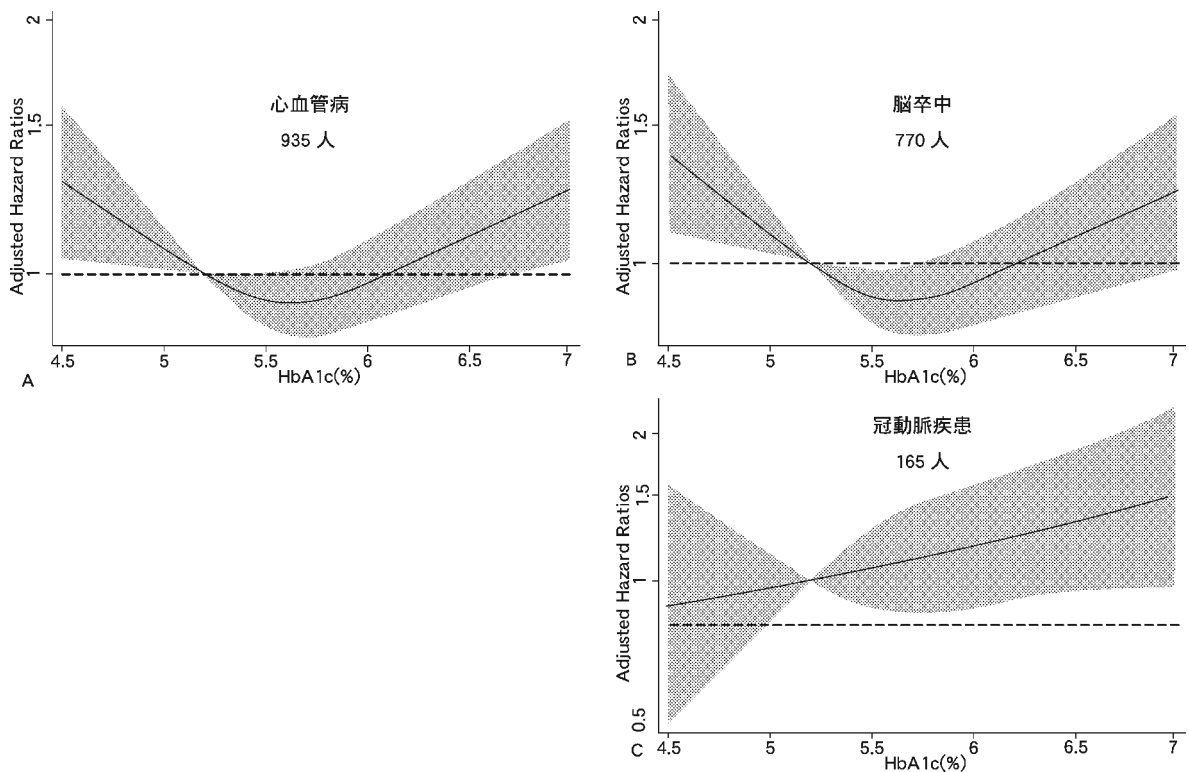 2
1.5
1
Adjusted Hazard Ratios
心血管病
935 人
4.5 5 5.5 6 6.5 7
HbA1c(%)
A
2
1.5
1
Adjusted Hazard Ratios
脳卒中
770 人
4.5 5 5.5 6 6.5 7
HbA1c(%)
B
2
1.5
1
0.5
Adjusted Hazard Ratios
冠動脈疾患
165 人
4.5 5 5.5 6 6.5 7
HbA1c(%)
C